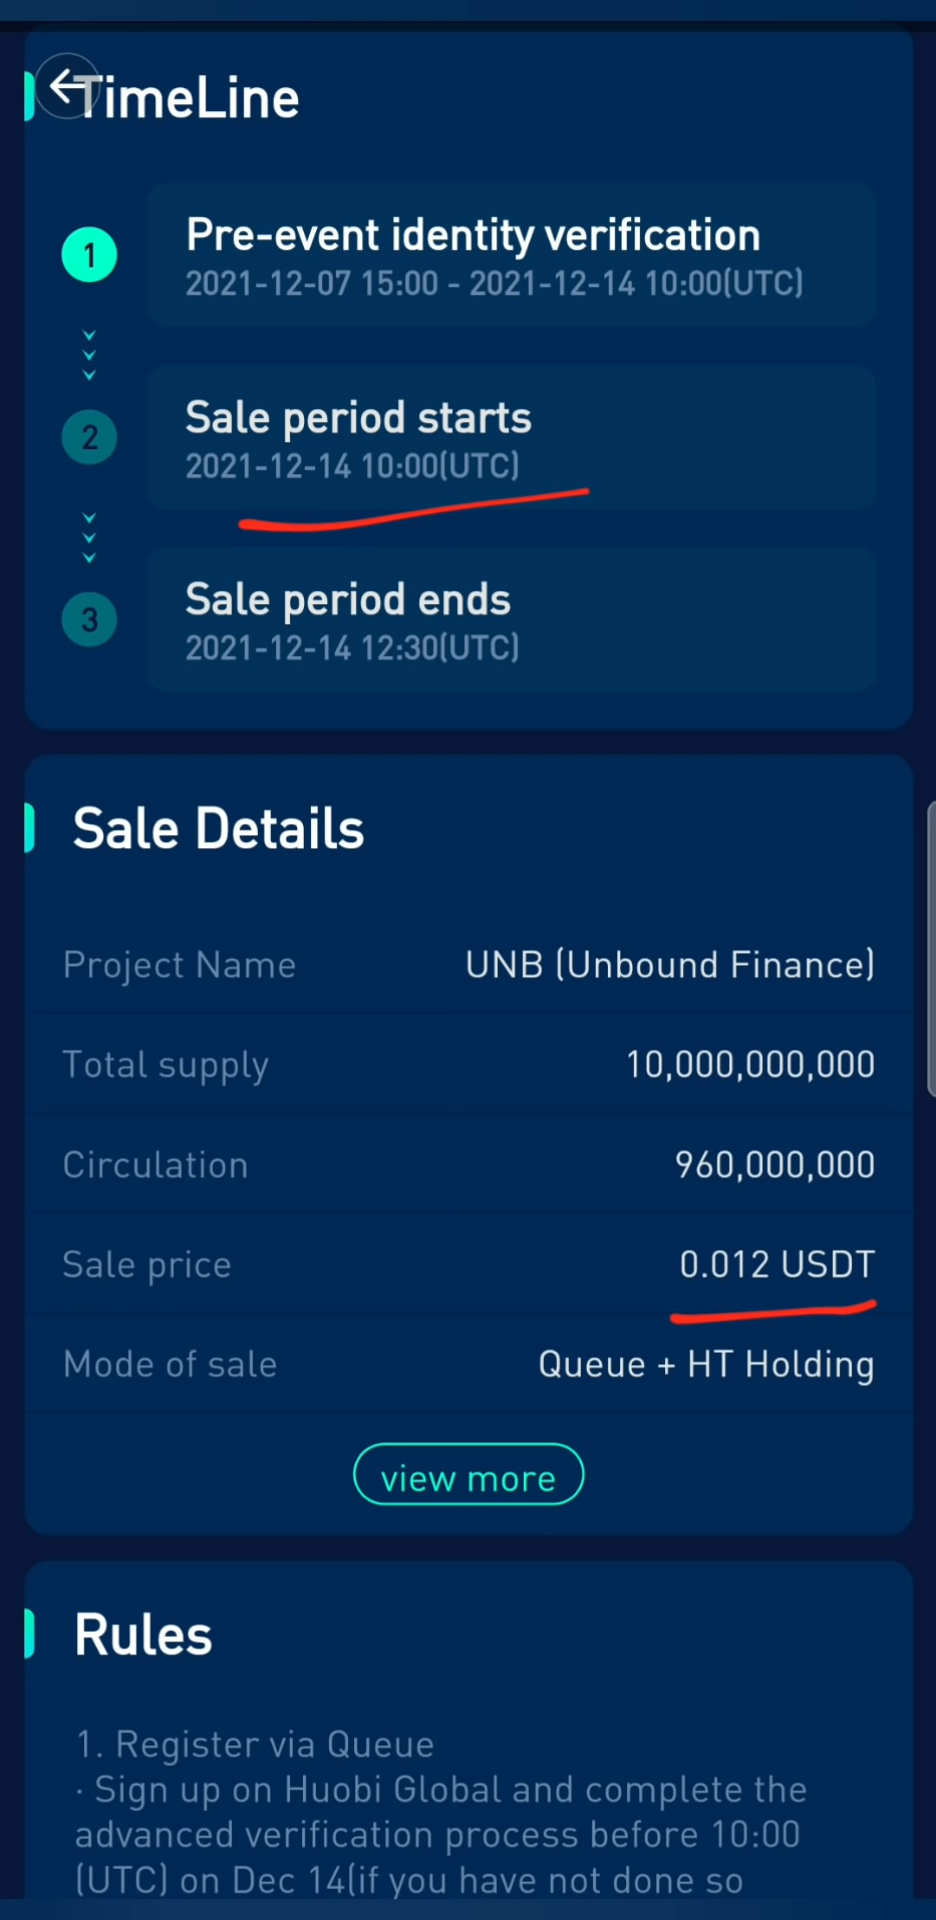 TimeLine
1
Pre-event identity verification
2021-12-07 15:00 - 2021-12-14 10:00(UTC)
2
Sale period starts
2021-12-14 10:00(UTC)
3
Sale period ends
2021-12-14 12:30(UTC)
Sale Details
Project Name UNB (Unbound Finance)
Total supply 10,000,000,000
Circulation 960,000,000
Sale price 0.012 USDT
Mode of sale Queue + HT Holding
view more
Rules
1. Register via Queue
· Sign up on Huobi Global and complete the
advanced verification process before 10:00
(UTC) on Dec 14(if you have not done so